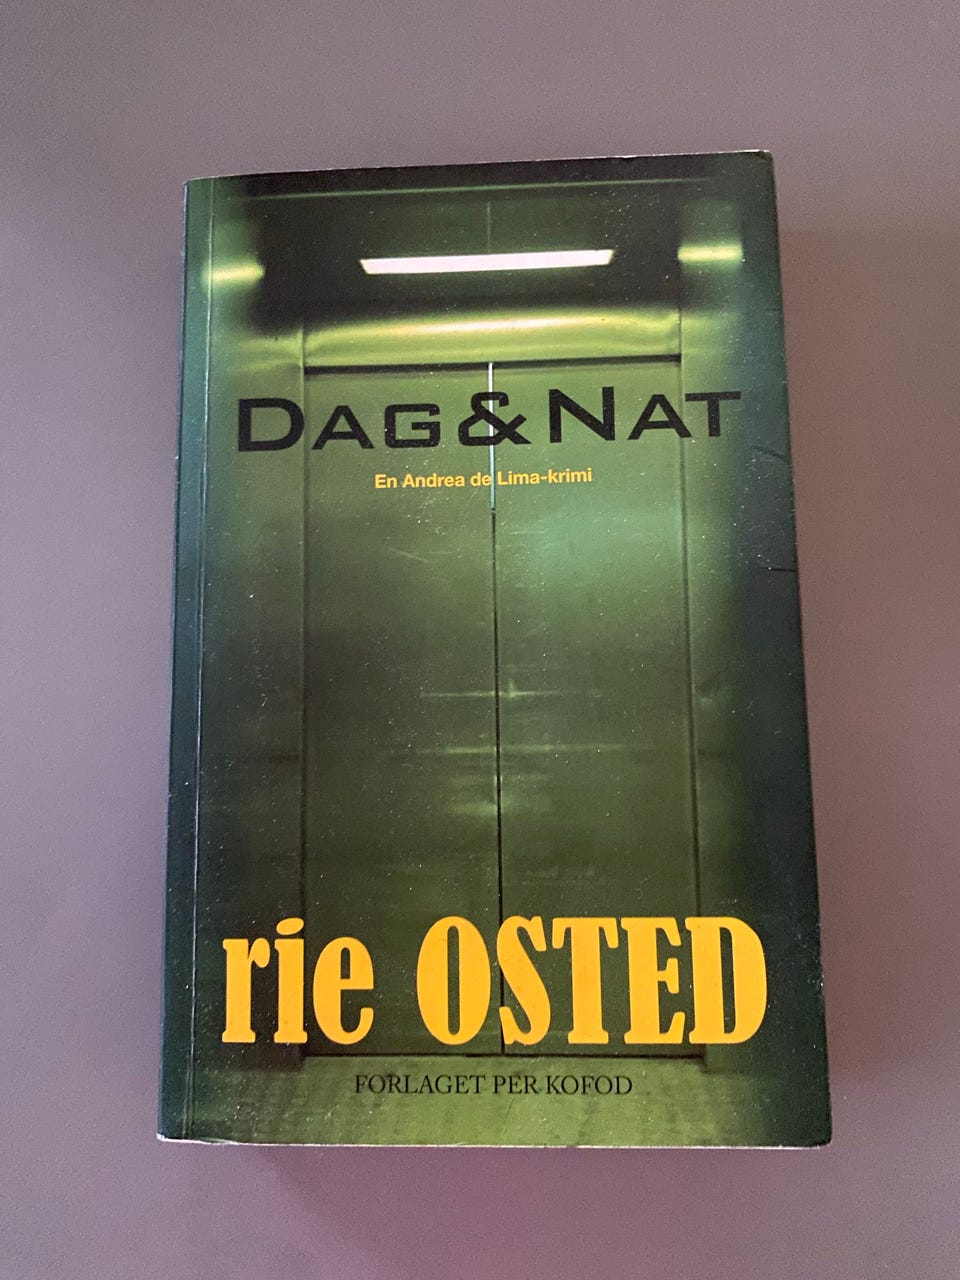 DAG & NAT
En Andrea de Lima-krimi
rie OSTED
FORLAGET PER KOFOD